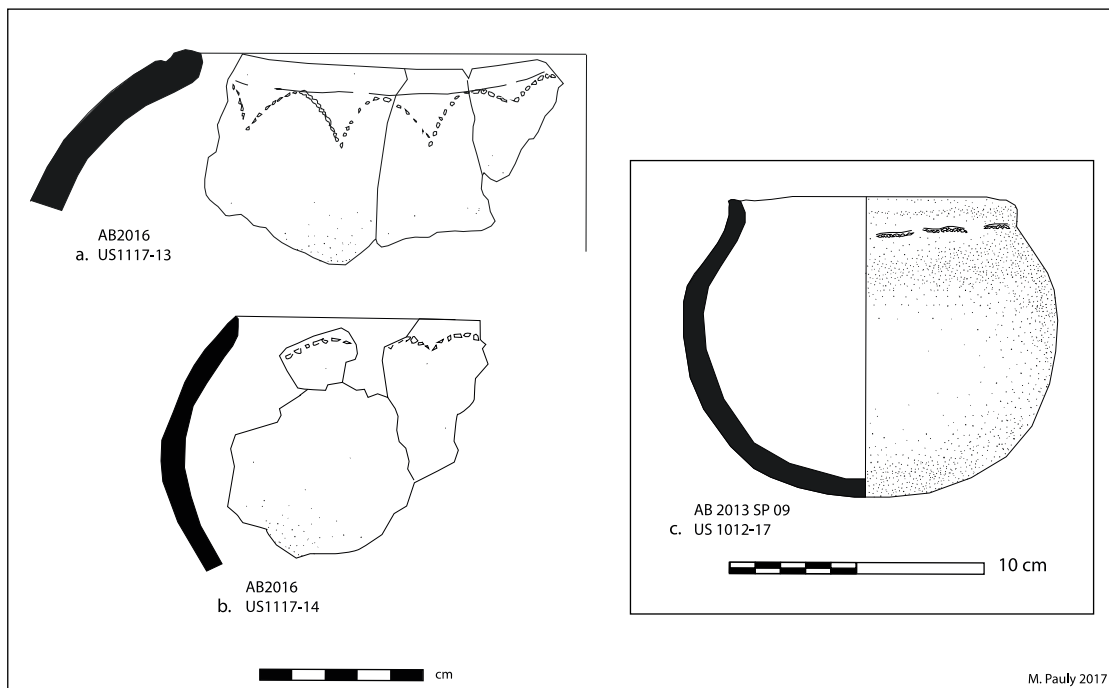 AB2016
a. US1117-13
AB2016
b. US1117-14
cm
AB 2013 SP 09
c. US 1012-17
10 cm
M. Pauly 2017